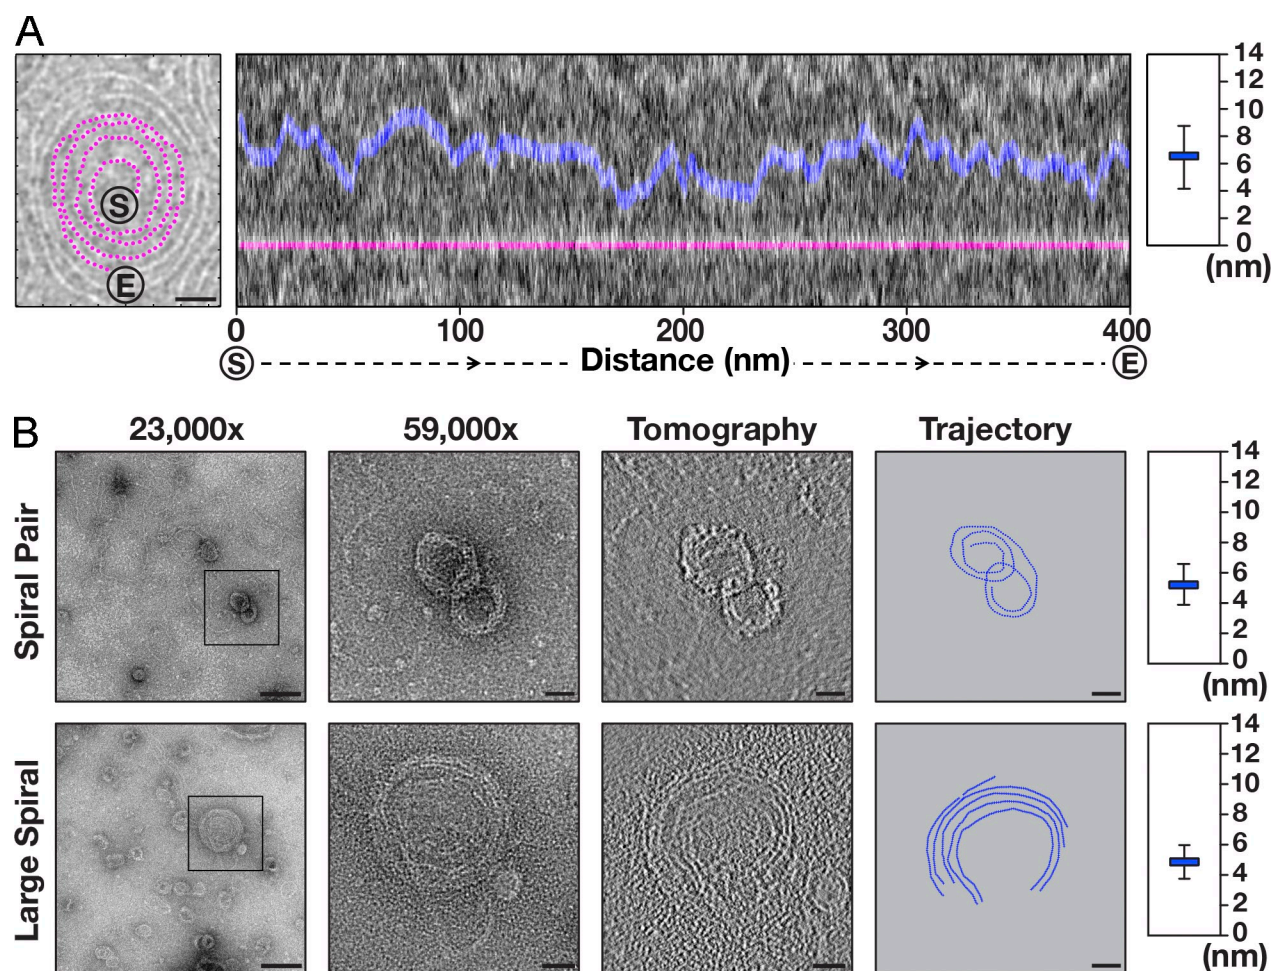 A
S
E
14
12
10
8
6
4
2
0
(nm)
0 100 200 300 400
S Distance (nm) E
B
23,000x 59,000x Tomography Trajectory
Spiral Pair
14
12
10
8
6
4
2
0
(nm)
Large Spiral
14
12
10
8
6
4
2
0
(nm)